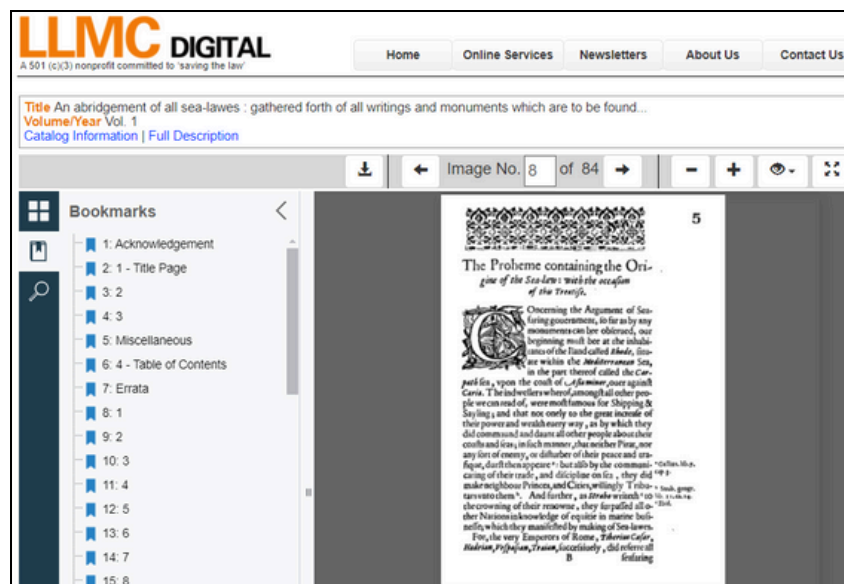 LLMC DIGITAL
A 501 (c)(3) nonprofit committed to 'saving the law'
Home
Online Services
Newsletters
About Us
Contact Us
Title An abridgement of all sea-lawes : gathered forth of all writings and monuments which are to be found...
Volume/Year Vol. 1
Catalog Information | Full Description
Image No. 8 of 84
Bookmarks
1: Acknowledgement
2: 1 - Title Page
3: 2
4: 3
5: Miscellaneous
6: 4 - Table of Contents
7: Errata
8: 1
9: 2
10: 3
11: 4
12: 5
13: 6
14: 7
15: 8
5
The Proheme containing the Ori-
gine of the Sea-law: with the occaſion
of this Treatiſe.
COncerning the Argument of Sea-
faring gouernment, ſo far as by any
monuments can bee obſerued, our
beginning muſt bee at the inhabi-
tants of the Iland called Rhode, ſitu-
ate within the Mediterranean Sea,
in the part thereof called the Car-
path ſea, vpon the coaſt of Aſia minor, ouer againſt
Caria. The indwellers wherof, amongſt all other peo-
ple we can read of, were moſt famous for Shipping &
Sayling; and that not onely to the great increaſe of
their power and wealth euery way, as by which they
did command and daunt all other people about their
coaſts and ſeas; in ſuch manner, that neither Pirat, nor
any ſort of enemy, or diſturber of their peace and tra-
fique, durſt then appeare: but alſo by the communi-
cating of their trade, and diſcipline on ſea, they did
make neighbour Princes, and Cities, willingly Tribu-
tars vnto them. And further, as Strabo writeth to
the crowning of their renowne, they ſurpaſſed all o-
ther Nations in knowledge of equitie in marine buſi-
neſſe, which they manifeſted by making of Sea-lawes.
For, the very Emperors of Rome, Tiberius Caeſar,
Hadrian, Veſpaſian, Traian, ſucceſſiuely, did referre all
B ſeafaring